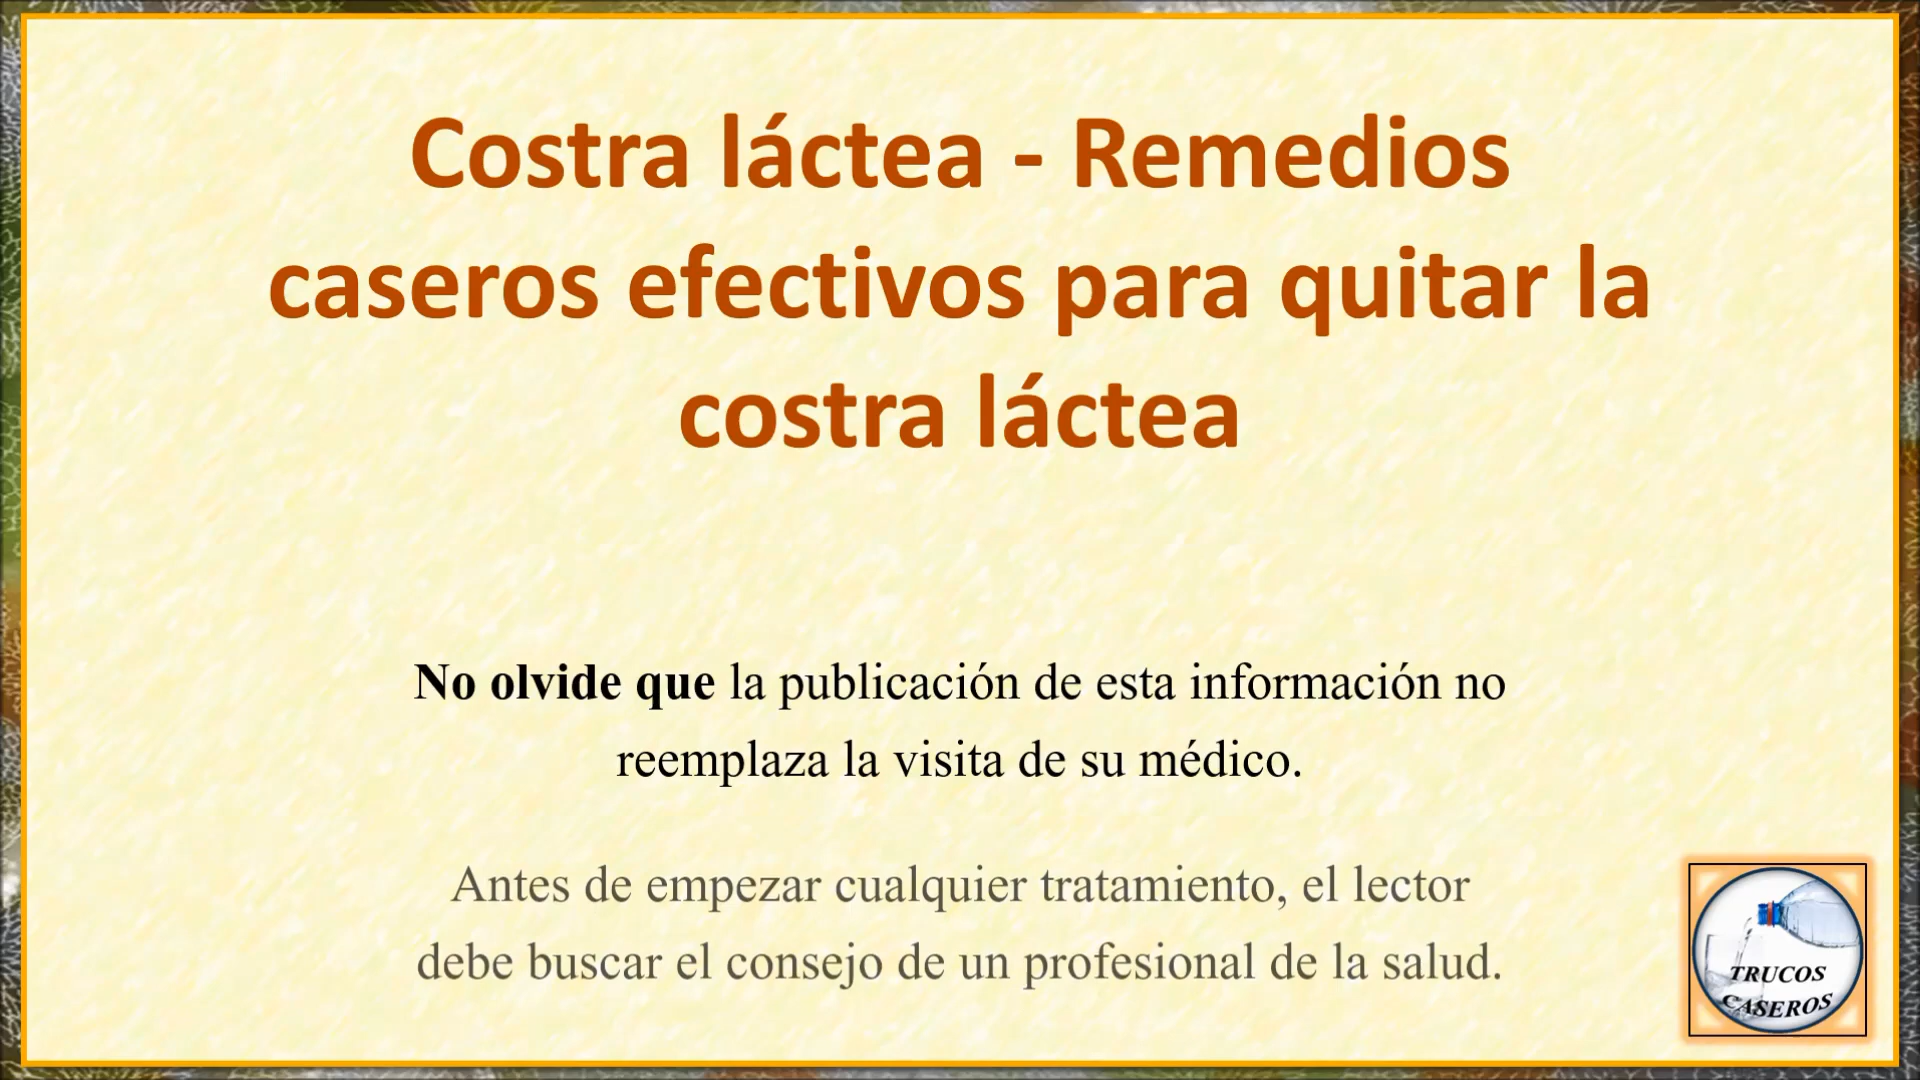 Costra láctea - Remedios
caseros efectivos para quitar la
costra láctea
No olvide que la publicación de esta información no
reemplaza la visita de su médico.
Antes de empezar cualquier tratamiento, el lector
debe buscar el consejo de un profesional de la salud.
TRUCOS
CASEROS